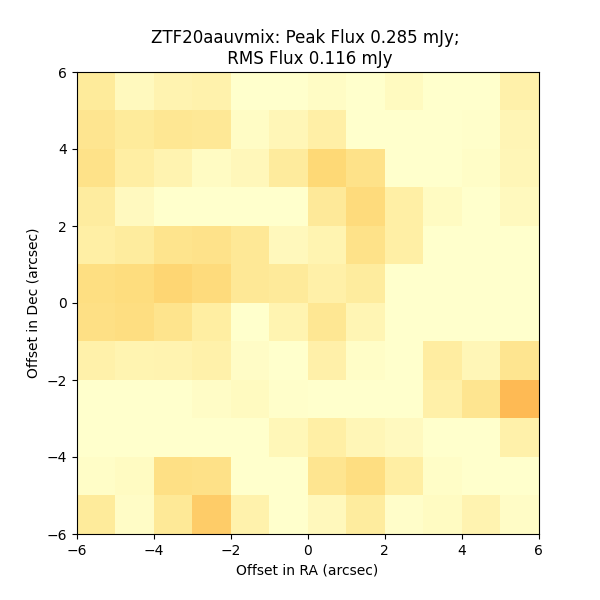 ZTF20aauvmix: Peak Flux 0.285 mJy;
RMS Flux 0.116 mJy
6
4
2
0
−2
−4
−6
Offset in Dec (arcsec)
−6 −4 −2 0 2 4 6
Offset in RA (arcsec)